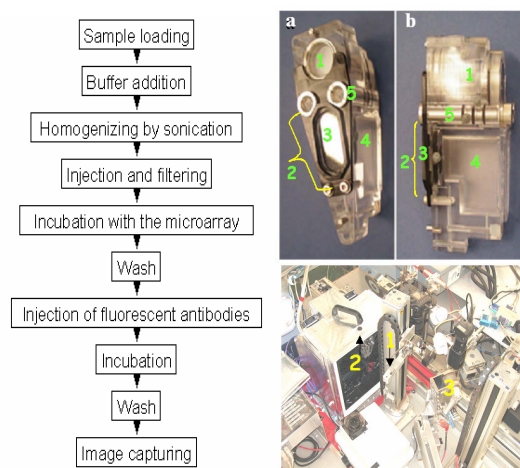 Sample loading
Buffer addition
Homogenizing by sonication
Injection and filtering
Incubation with the microarray
Wash
Injection of fluorescent antibodies
Incubation
Wash
Image capturing
a
1
5
3
4
2
b
1
5
2
3
4
1
2
3